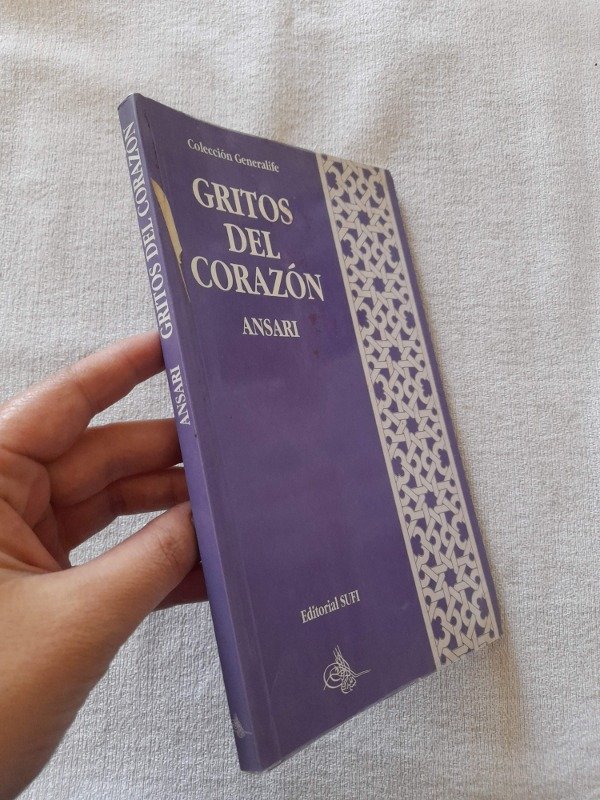 Colección Generalife
GRITOS
DEL
CORAZÓN
ANSARI
Editorial SUFI
ANSARI GRITOS DEL CORAZÓN